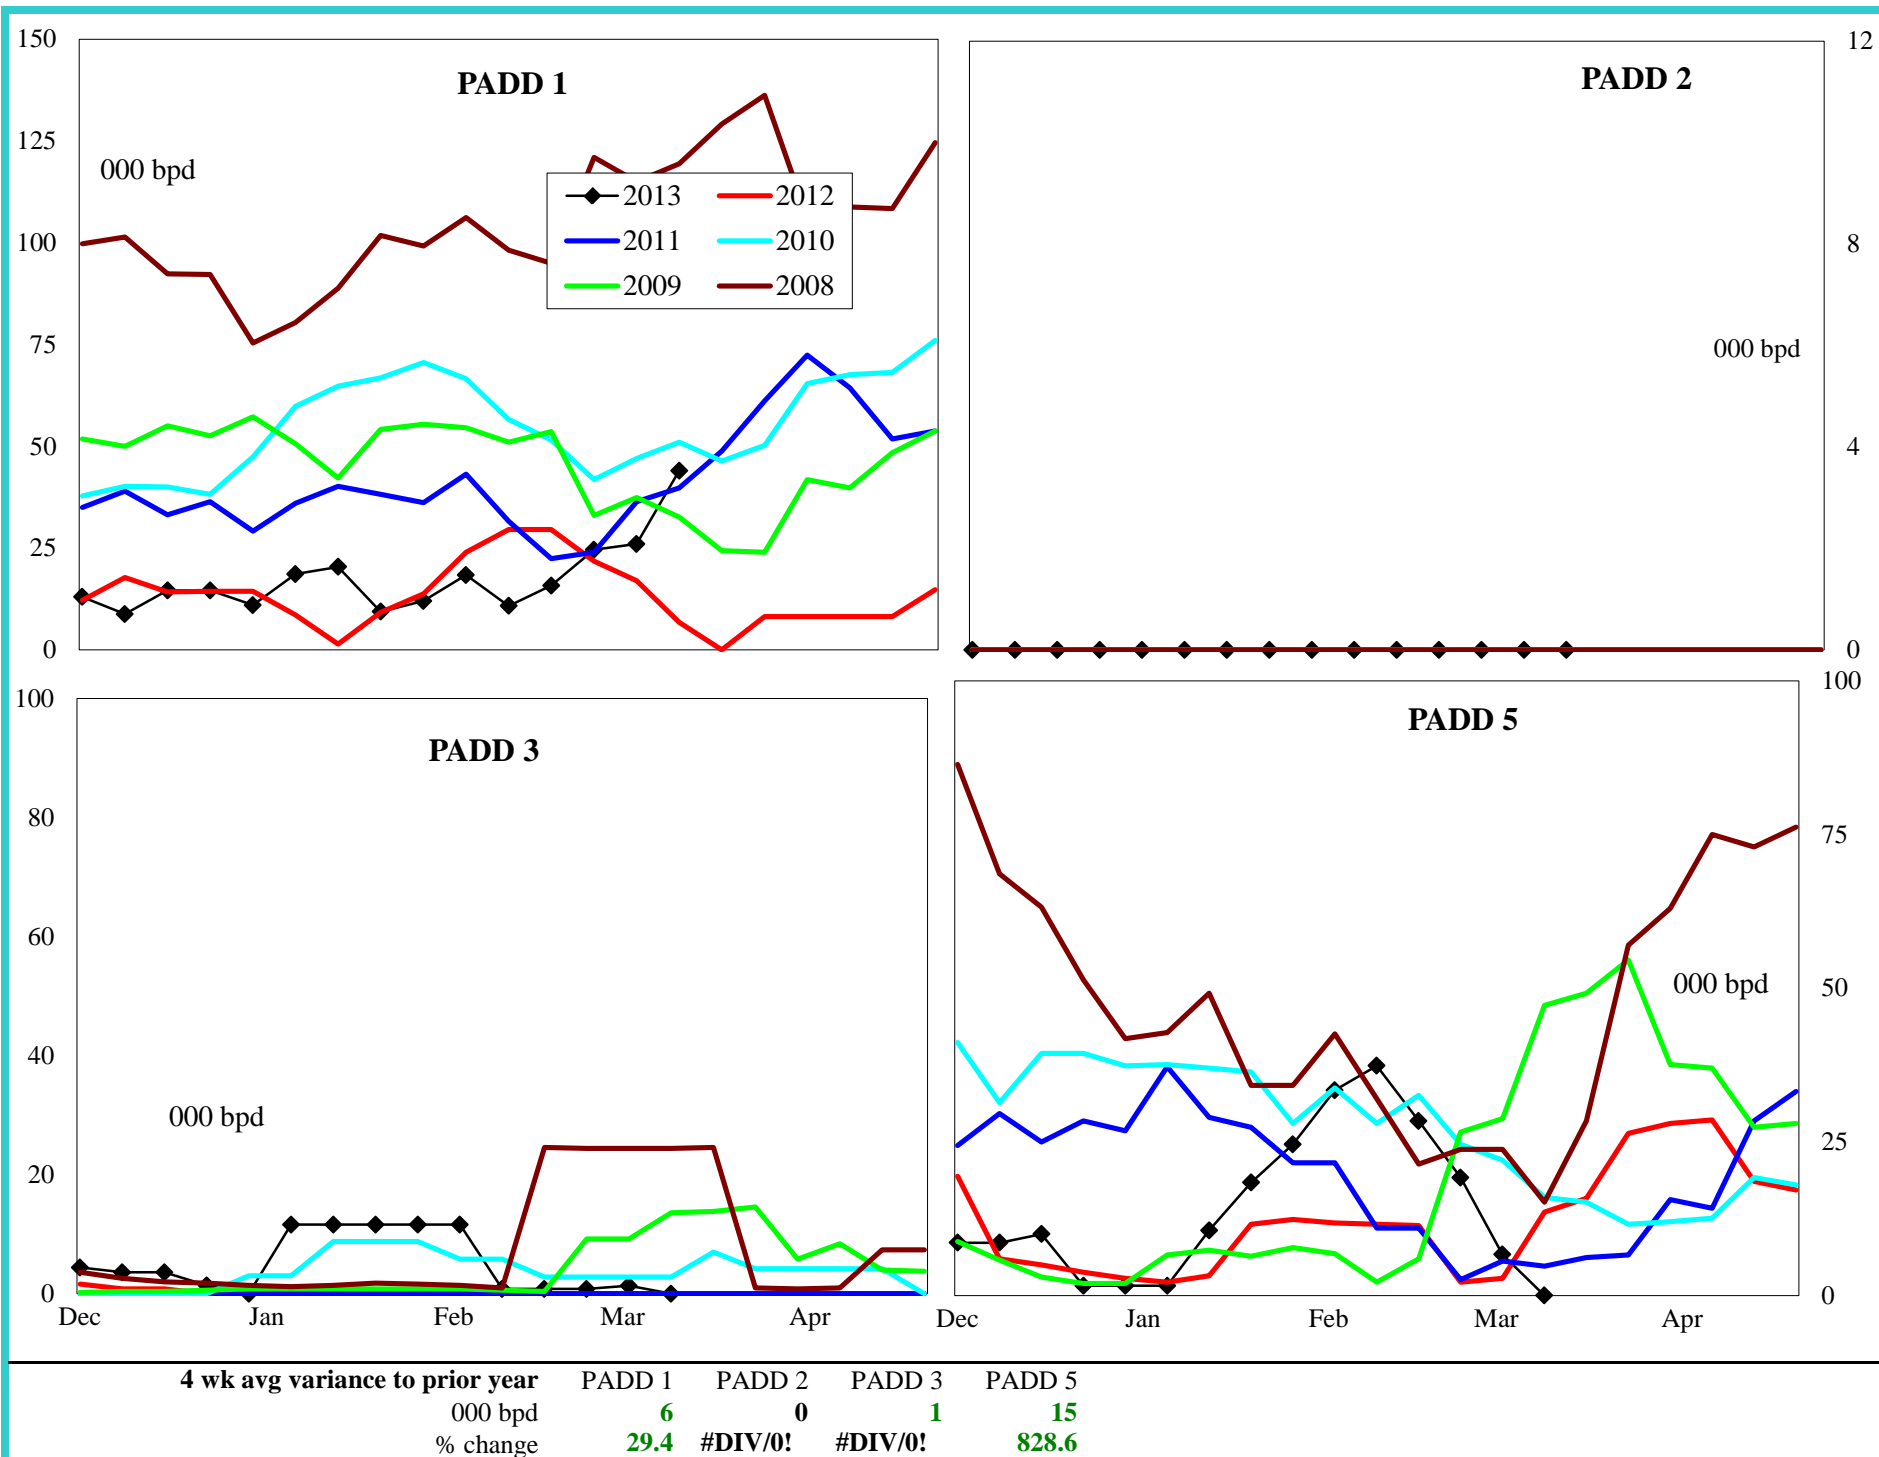 PADD 1
000 bpd
150
125
100
75
50
25
0
2013 2012
2011 2010
2009 2008
PADD 2
000 bpd
12
8
4
0
PADD 3
000 bpd
100
80
60
40
20
0
Dec Jan Feb Mar Apr
PADD 5
000 bpd
100
75
50
25
0
Dec Jan Feb Mar Apr
4 wk avg variance to prior year PADD 1 PADD 2 PADD 3 PADD 5
000 bpd 6 0 1 15
% change 29.4 #DIV/0! #DIV/0! 828.6